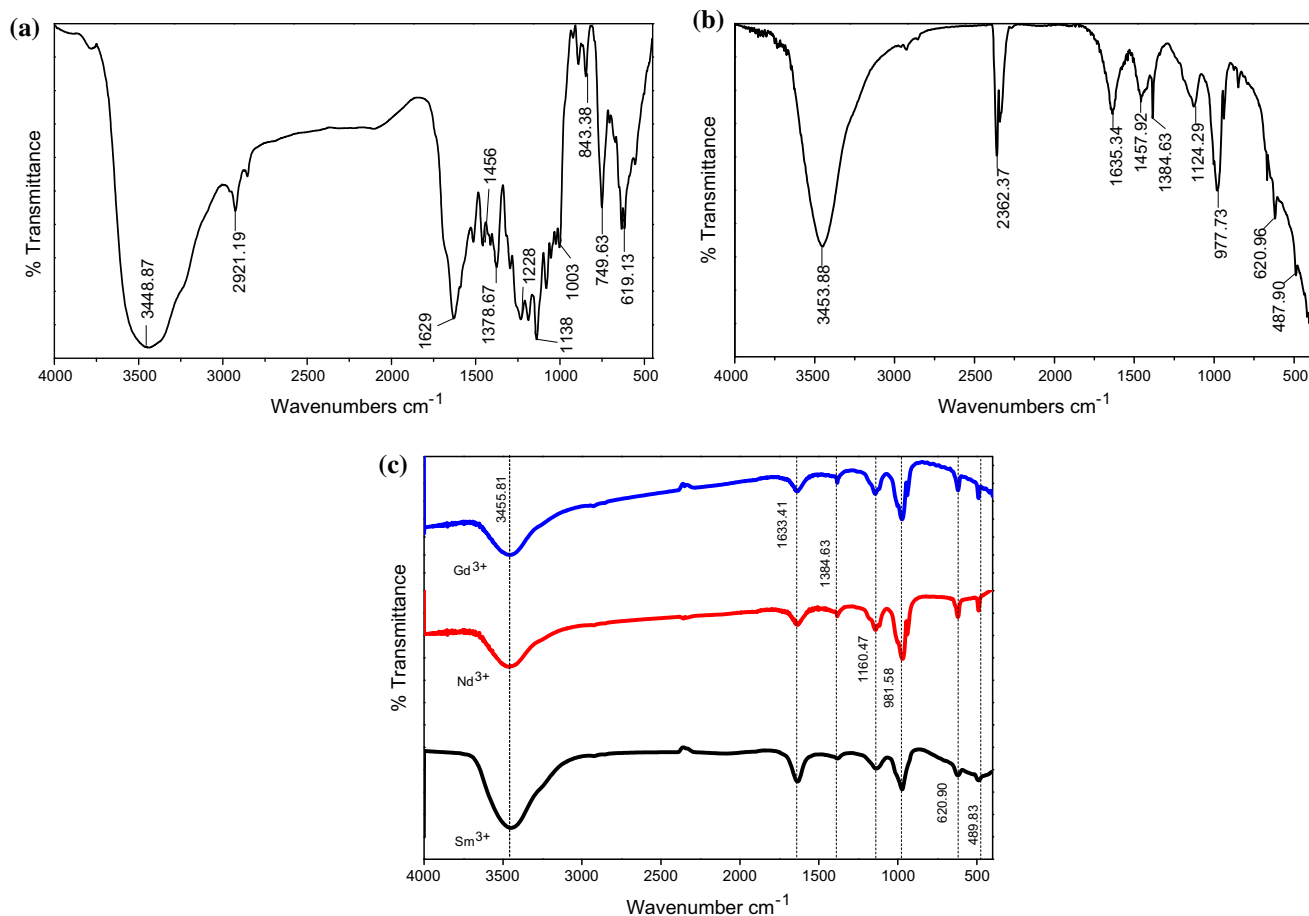 (a)
% Transmittance
3448.87
2921.19
1629
1456
1378.67
1228
1138
1003
843.38
749.63
619.13
4000 3500 3000 2500 2000 1500 1000 500
Wavenumbers cm-1
(b)
% Transmittance
3453.88
2362.37
1635.34
1457.92
1384.63
1124.29
977.73
620.96
487.90
4000 3500 3000 2500 2000 1500 1000 500
Wavenumbers cm-1
(c)
% Transmittance
3455.81
1633.41
1384.63
1160.47
981.58
620.90
489.83
Gd3+
Nd3+
Sm3+
4000 3500 3000 2500 2000 1500 1000 500
Wavenumber cm-1